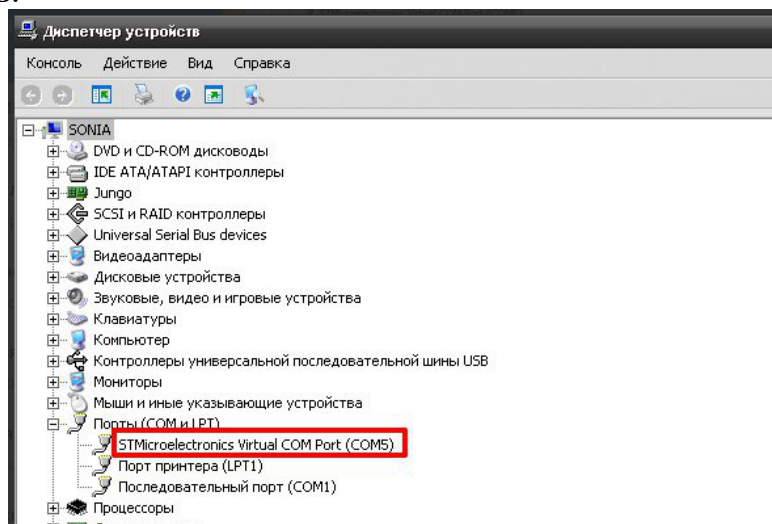 Диспетчер устройств
Консоль Действие Вид Справка
SONIA
DVD и CD-ROM дисководы
IDE ATA/ATAPI контроллеры
Jungo
SCSI и RAID контроллеры
Universal Serial Bus devices
Видеоадаптеры
Дисковые устройства
Звуковые, видео и игровые устройства
Клавиатуры
Компьютер
Контроллеры универсальной последовательной шины USB
Мониторы
Мыши и иные указывающие устройства
Порты (COM и LPT)
STMicroelectronics Virtual COM Port (COM5)
Порт принтера (LPT1)
Последовательный порт (COM1)
Процессоры